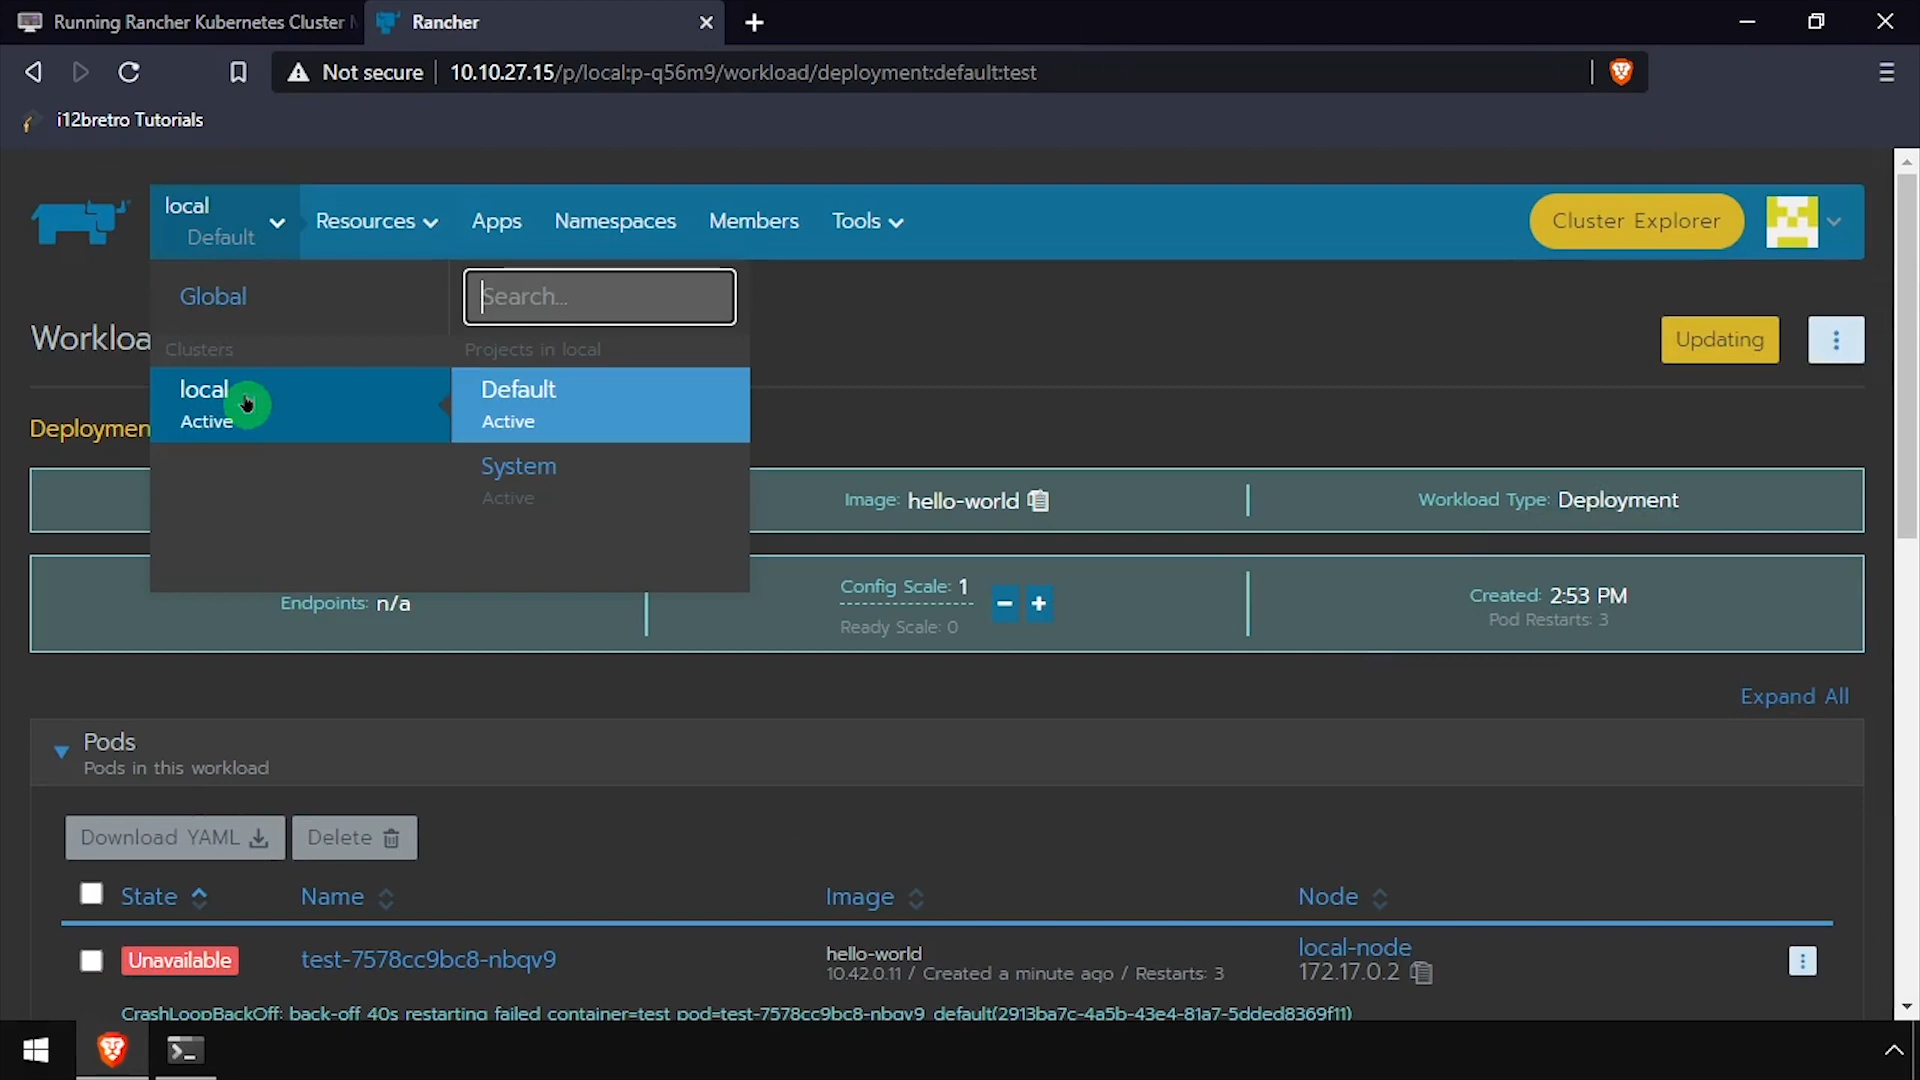 Running Rancher Kubernetes Cluster
Rancher
Not secure
10.10.27.15/p/local:p-q56m9/workload/deployment:default:test
i12bretro Tutorials
local
Default
Resources
Apps
Namespaces
Members
Tools
Cluster Explorer
Global
Search...
Workloa
Updating
Clusters
Projects in local
local
Active
Default
Active
Deploymen
System
Active
Image: hello-world
Workload Type: Deployment
Endpoints: n/a
Config Scale: 1
Ready Scale: 0
Created: 2:53 PM
Pod Restarts: 3
Expand All
Pods
Pods in this workload
Download YAML
Delete
State
Name
Image
Node
Unavailable
test-7578cc9bc8-nbqv9
hello-world
10.42.0.11 / Created a minute ago / Restarts: 3
local-node
172.17.0.2
CrashLoopBackOff: back-off 40s restarting failed container=test pod=test-7578cc9bc8-nbqv9_default(2913ba7c-4a5b-43e4-81a7-5dded8369f11)